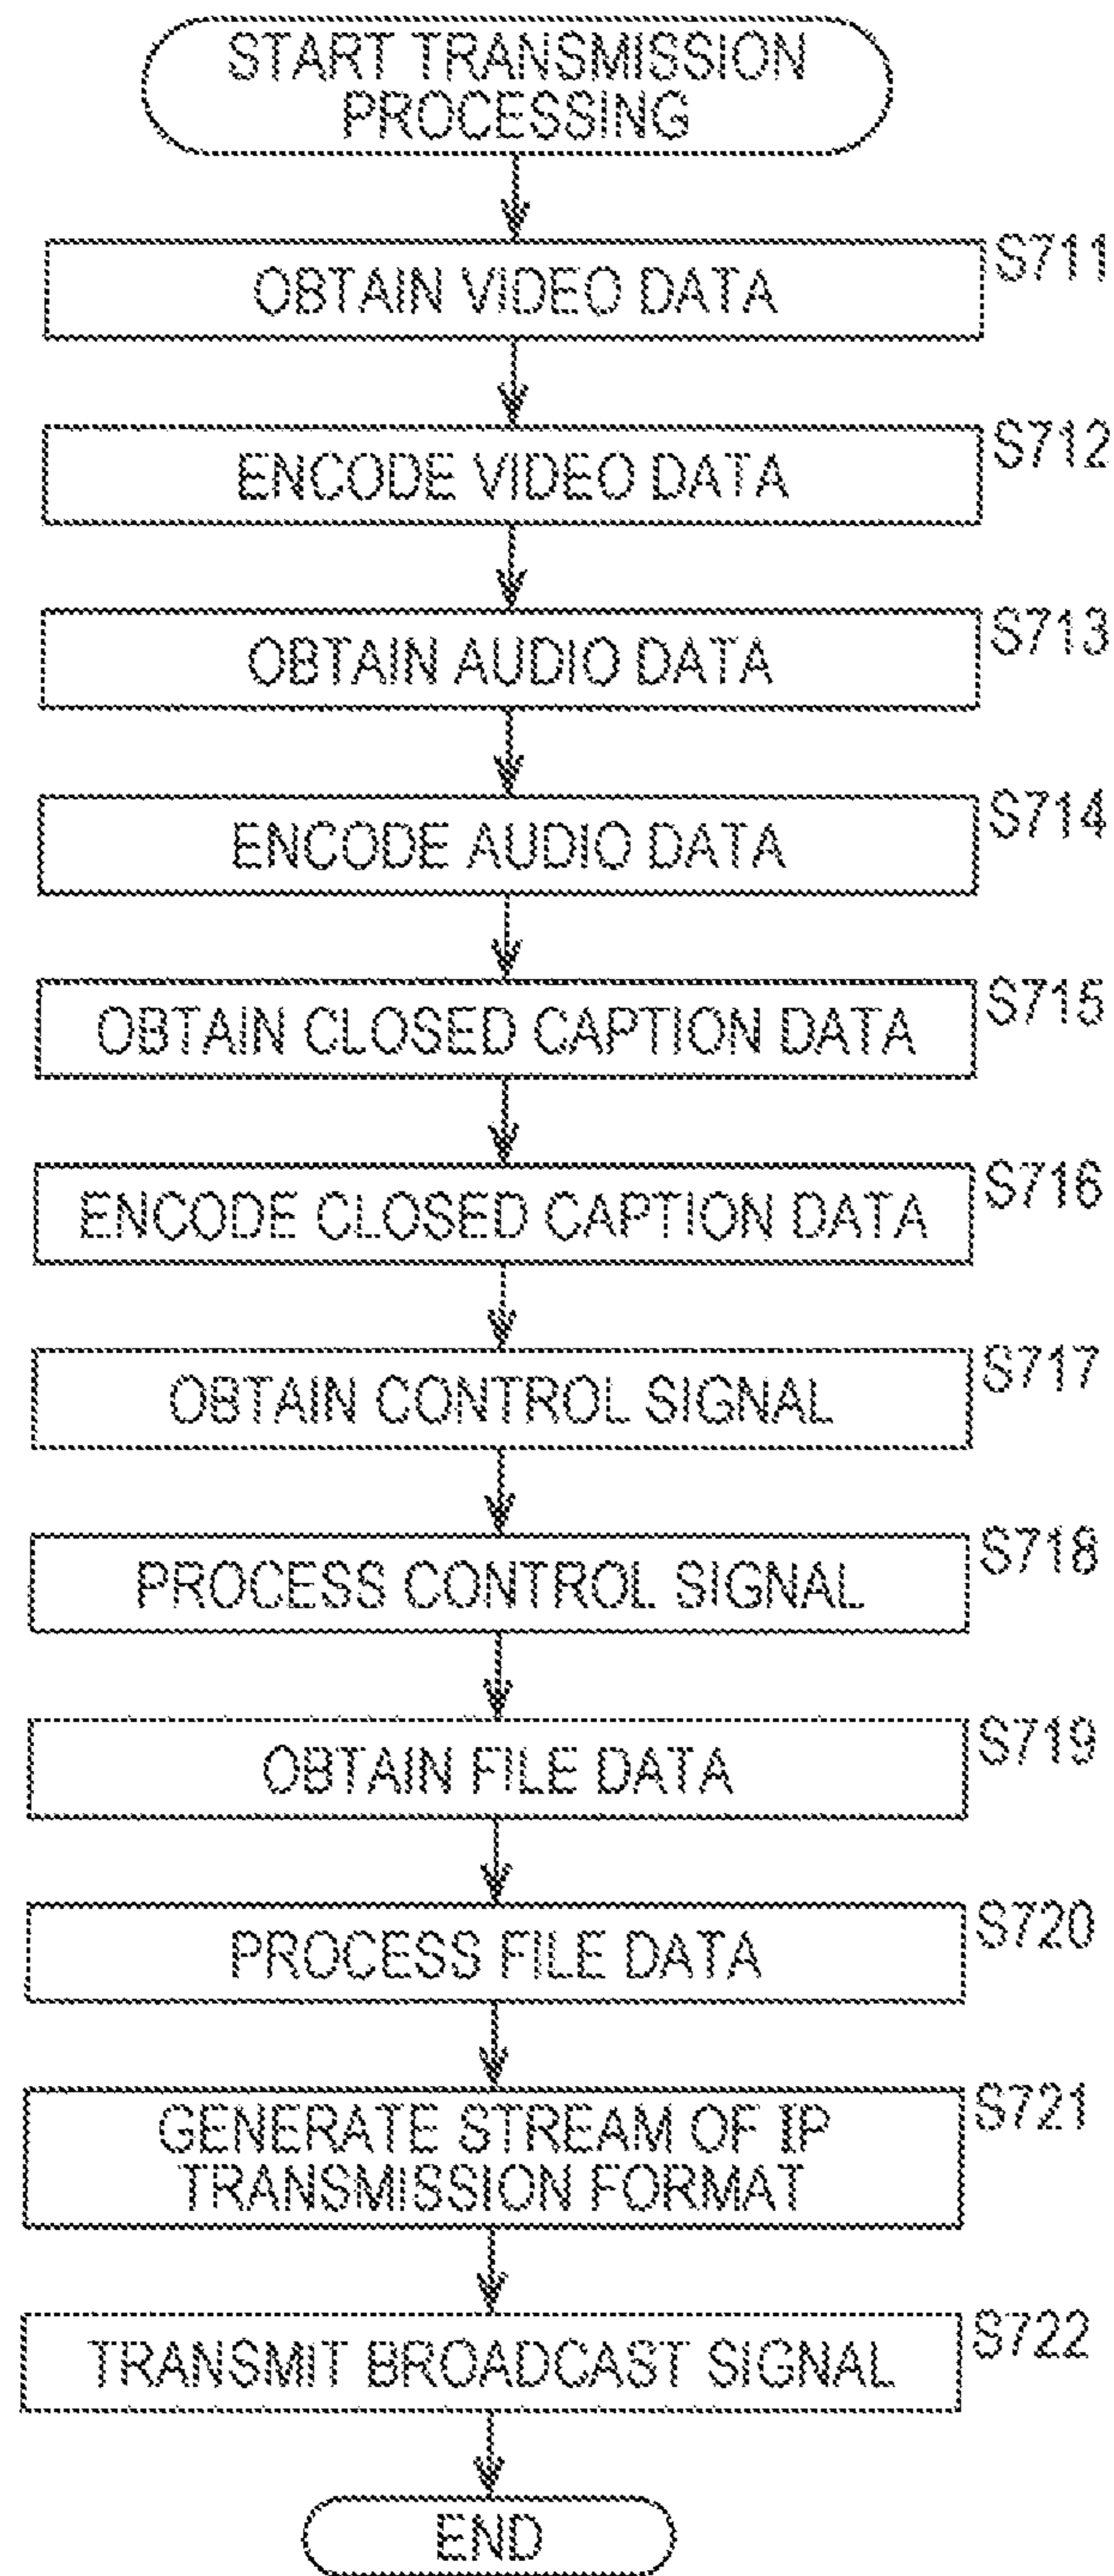 START TRANSMISSION
PROCESSING
S711
OBTAIN VIDEO DATA
S712
ENCODE VIDEO DATA
S713
OBTAIN AUDIO DATA
S714
ENCODE AUDIO DATA
S715
OBTAIN CLOSED CAPTION DATA
S716
ENCODE CLOSED CAPTION DATA
S717
OBTAIN CONTROL SIGNAL
S718
PROCESS CONTROL SIGNAL
S719
OBTAIN FILE DATA
S720
PROCESS FILE DATA
S721
GENERATE STREAM OF IP
TRANSMISSION FORMAT
S722
TRANSMIT BROADCAST SIGNAL
END